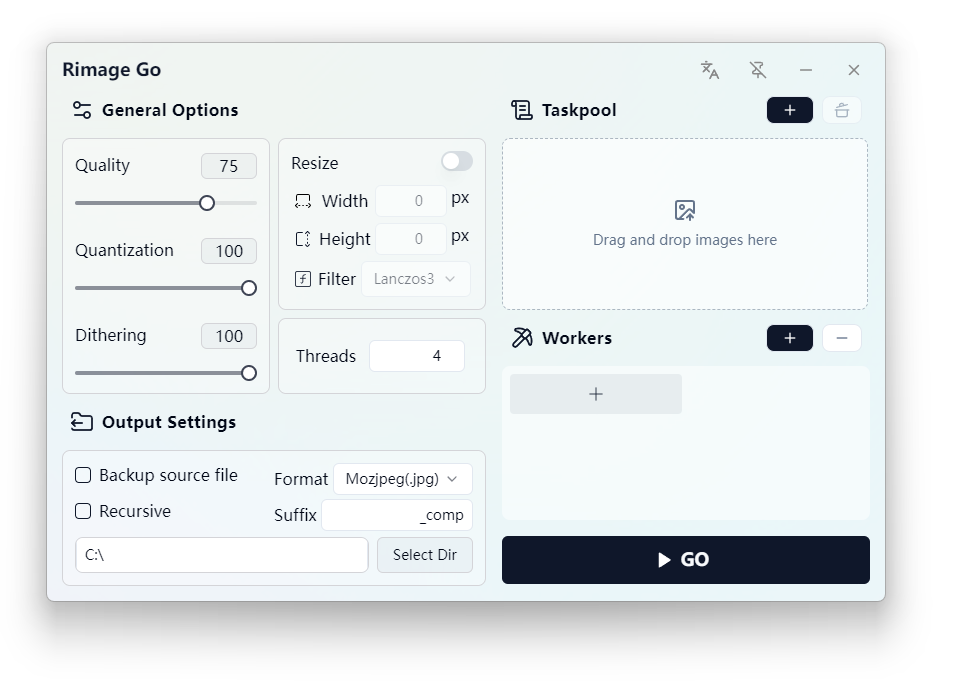 Rimage Go
General Options
Quality 75
Quantization 100
Dithering 100
Resize
Width 0 px
Height 0 px
Filter Lanczos3
Threads 4
Output Settings
Backup source file
Format Mozjpeg(.jpg)
Recursive
Suffix _comp
C:\ Select Dir
Taskpool
Drag and drop images here
Workers
GO